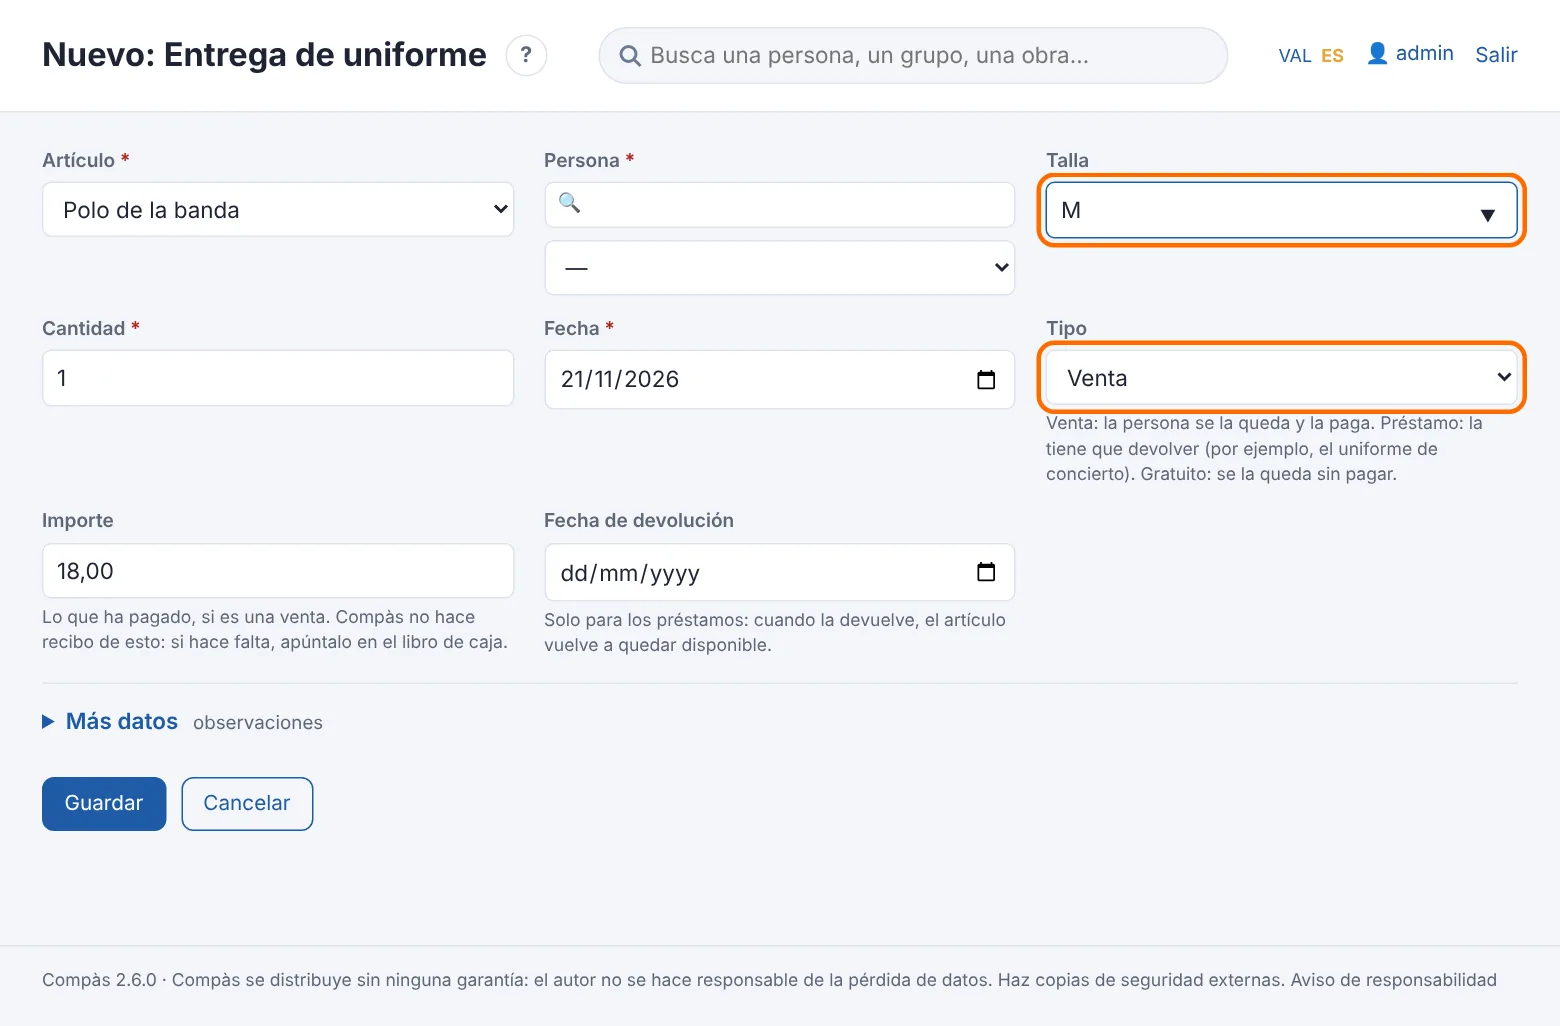 Nuevo: Entrega de uniforme
?
Busca una persona, un grupo, una obra...
VAL ES
admin
Salir
Artículo *
Polo de la banda
Persona *
—
Talla
M
Cantidad *
1
Fecha *
21/11/2026
Tipo
Venta
Venta: la persona se la queda y la paga. Préstamo: la
tiene que devolver (por ejemplo, el uniforme de
concierto). Gratuito: se la queda sin pagar.
Importe
18,00
Lo que ha pagado, si es una venta. Compàs no hace
recibo de esto: si hace falta, apúntalo en el libro de caja.
Fecha de devolución
dd/mm/yyyy
Solo para los préstamos: cuando la devuelve, el artículo
vuelve a quedar disponible.
Más datos observaciones
Guardar
Cancelar
Compàs 2.6.0 · Compàs se distribuye sin ninguna garantía: el autor no se hace responsable de la pérdida de datos. Haz copias de seguridad externas. Aviso de responsabilidad